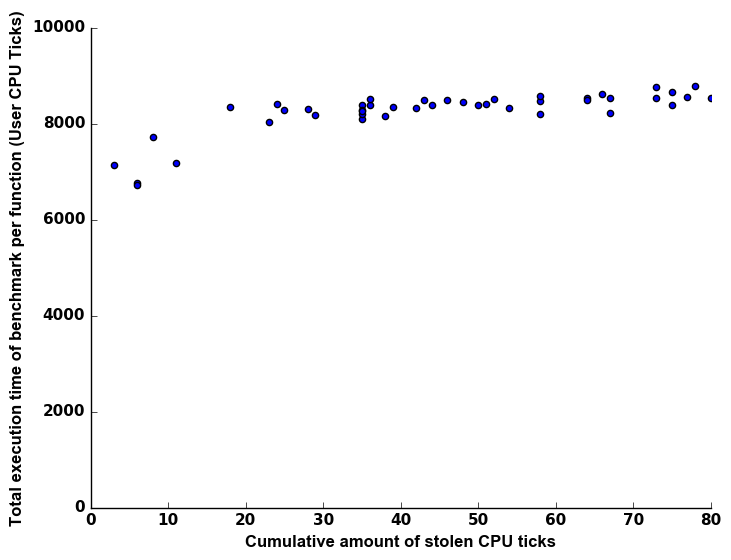 Total execution time of benchmark per function (User CPU Ticks)
10000
8000
6000
4000
2000
0
0 10 20 30 40 50 60 70 80
Cumulative amount of stolen CPU ticks